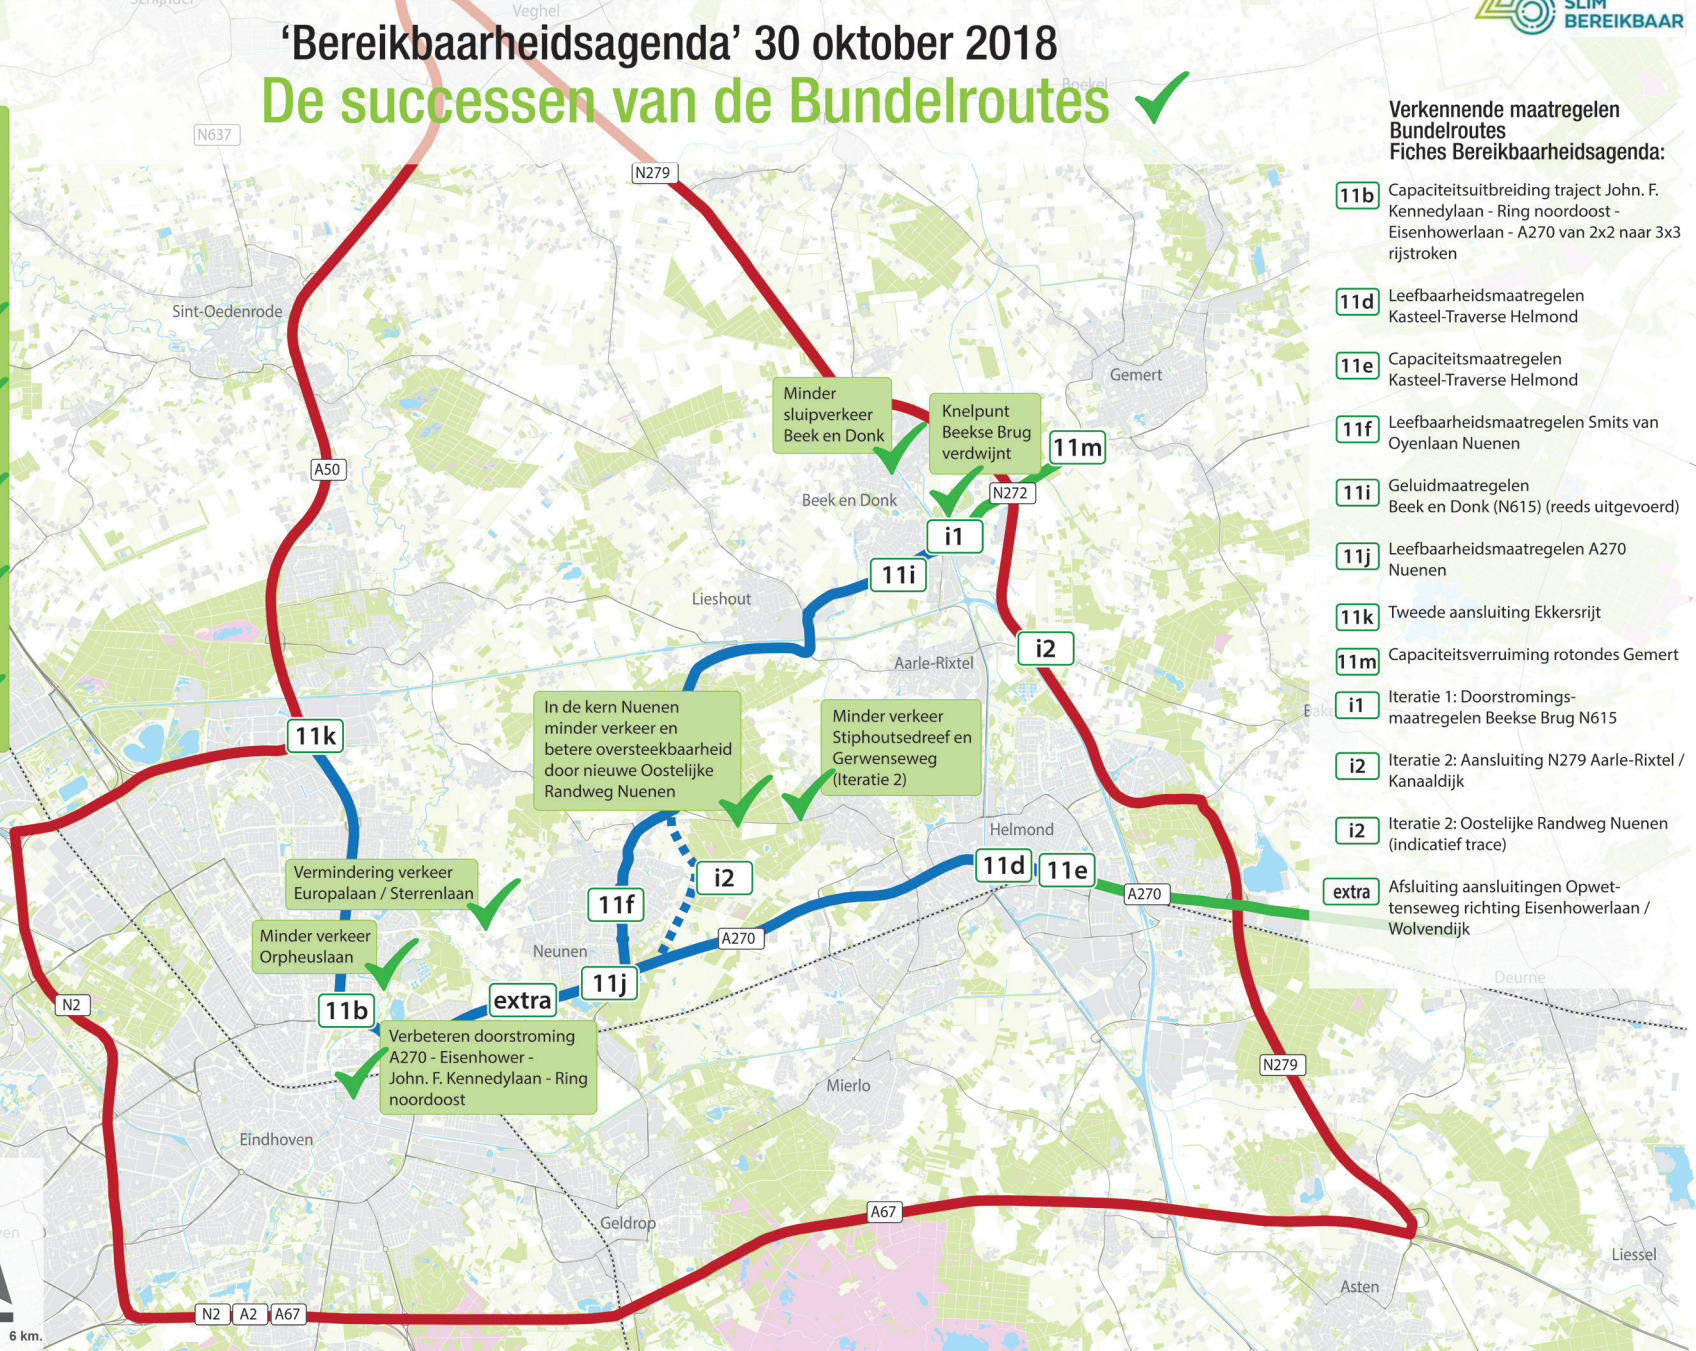 Veghel
SLIM
BEREIKBAAR
‘Bereikbaarheidsagenda’ 30 oktober 2018
De successen van de Bundelroutes
Boekel
N637
N279
Sint-Oedenrode
Gemert
Minder
sluipverkeer
Beek en Donk
Knelpunt
Beekse Brug
verdwijnt
11m
A50
Beek en Donk
N272
i1
11i
Lieshout
i2
Aarle-Rixtel
In de kern Nuenen
minder verkeer en
betere oversteekbaarheid
door nieuwe Oostelijke
Randweg Nuenen
Minder verkeer
Stiphoutsedreef en
Gerwenseweg
(Iteratie 2)
11k
Helmond
11d
11e
A270
Vermindering verkeer
Europalaan / Sterrenlaan
i2
11f
Minder verkeer
Orpheuslaan
Neunen
A270
11j
extra
N2
11b
Verbeteren doorstroming
A270 - Eisenhower -
John. F. Kennedylaan - Ring
noordoost
Deurne
N279
Mierlo
Eindhoven
A67
Geldrop
Liessel
Asten
N2
A2
A67
6 km.
Verkennende maatregelen
Bundelroutes
Fiches Bereikbaarheidsagenda:
11b Capaciteitsuitbreiding traject John. F.
Kennedylaan - Ring noordoost -
Eisenhowerlaan - A270 van 2x2 naar 3x3
rijstroken
11d Leefbaarheidsmaatregelen
Kasteel-Traverse Helmond
11e Capaciteitsmaatregelen
Kasteel-Traverse Helmond
11f Leefbaarheidsmaatregelen Smits van
Oyenlaan Nuenen
11i Geluidmaatregelen
Beek en Donk (N615) (reeds uitgevoerd)
11j Leefbaarheidsmaatregelen A270
Nuenen
11k Tweede aansluiting Ekkersrijt
11m Capaciteitsverruiming rotondes Gemert
i1 Iteratie 1: Doorstromings-
maatregelen Beekse Brug N615
i2 Iteratie 2: Aansluiting N279 Aarle-Rixtel /
Kanaaldijk
i2 Iteratie 2: Oostelijke Randweg Nuenen
(indicatief trace)
extra Afsluiting aansluitingen Opwet-
tenseweg richting Eisenhowerlaan /
Wolvendijk